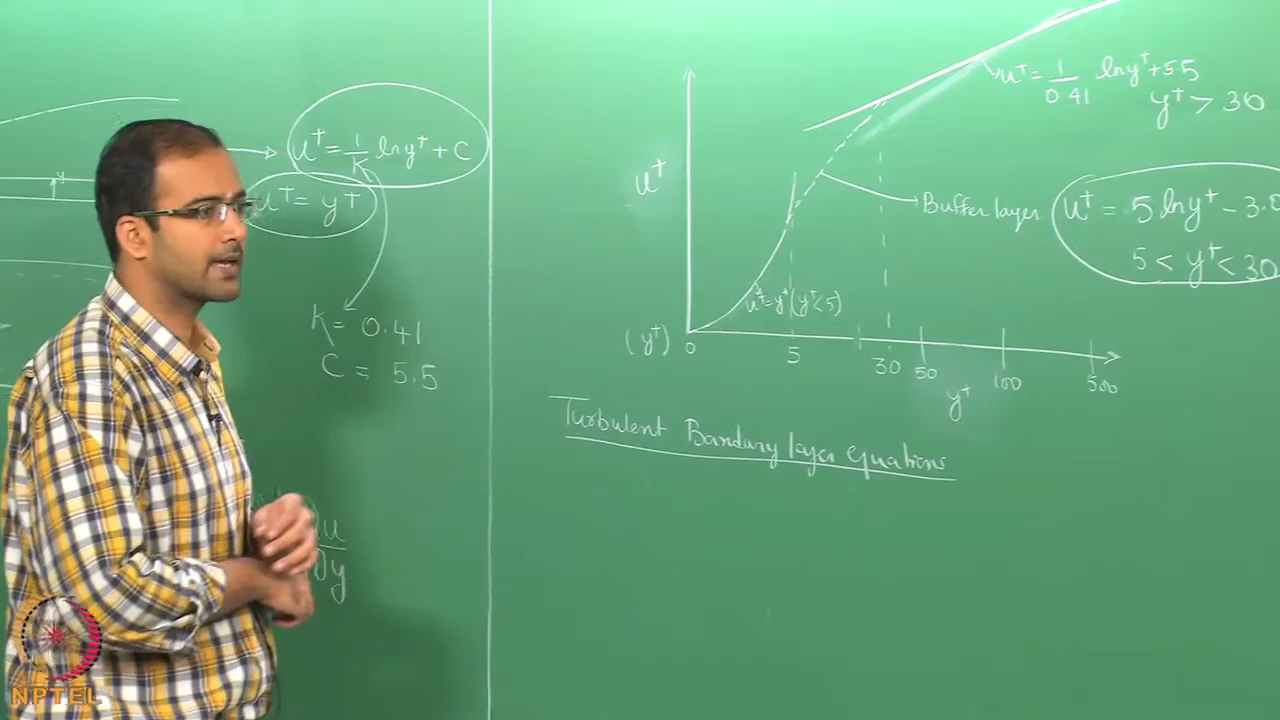 u⁺ = 1/K ln y⁺ + C
u⁺ = y⁺
K = 0.41
C = 5.5
u
∂y
u⁺ = 1/0.41 ln y⁺ + 5.5
y⁺ > 30
u⁺
Buffer layer
u⁺ = 5 ln y⁺ - 3.0
5 < y⁺ < 30
u⁺ = y⁺ (y⁺ < 5)
(y⁺) 0 5 30 50 100 500
y⁺
Turbulent Boundary layer equations
NPTEL